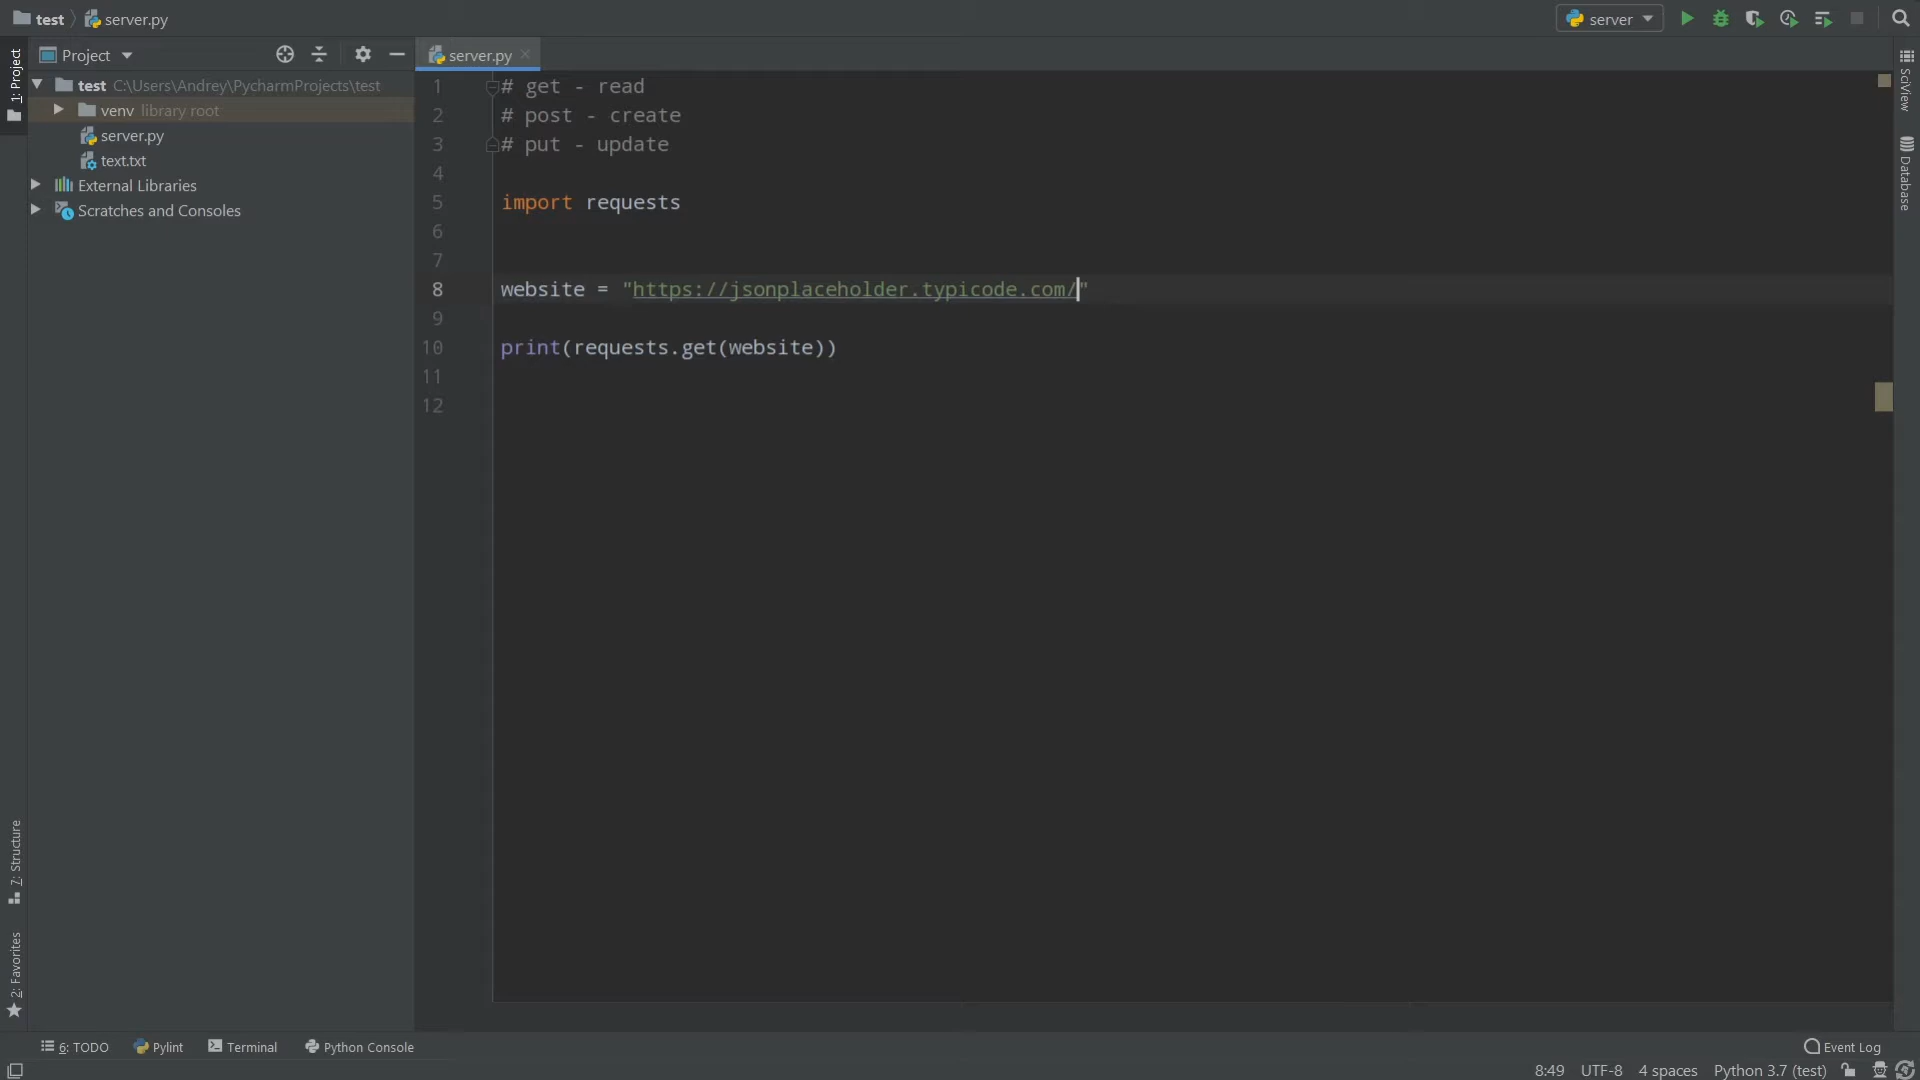 test
server.py
server
Project
server.py
1: Project
test C:\Users\Andrey\PycharmProjects\test
venv library root
server.py
text.txt
External Libraries
Scratches and Consoles
1 # get - read
2 # post - create
3 # put - update
4
5 import requests
6
7
8 website = "https://jsonplaceholder.typicode.com/"
9
10 print(requests.get(website))
11
12
SciView
Database
7: Structure
2: Favorites
6: TODO
Pylint
Terminal
Python Console
Event Log
8:49 UTF-8 4 spaces Python 3.7 (test)